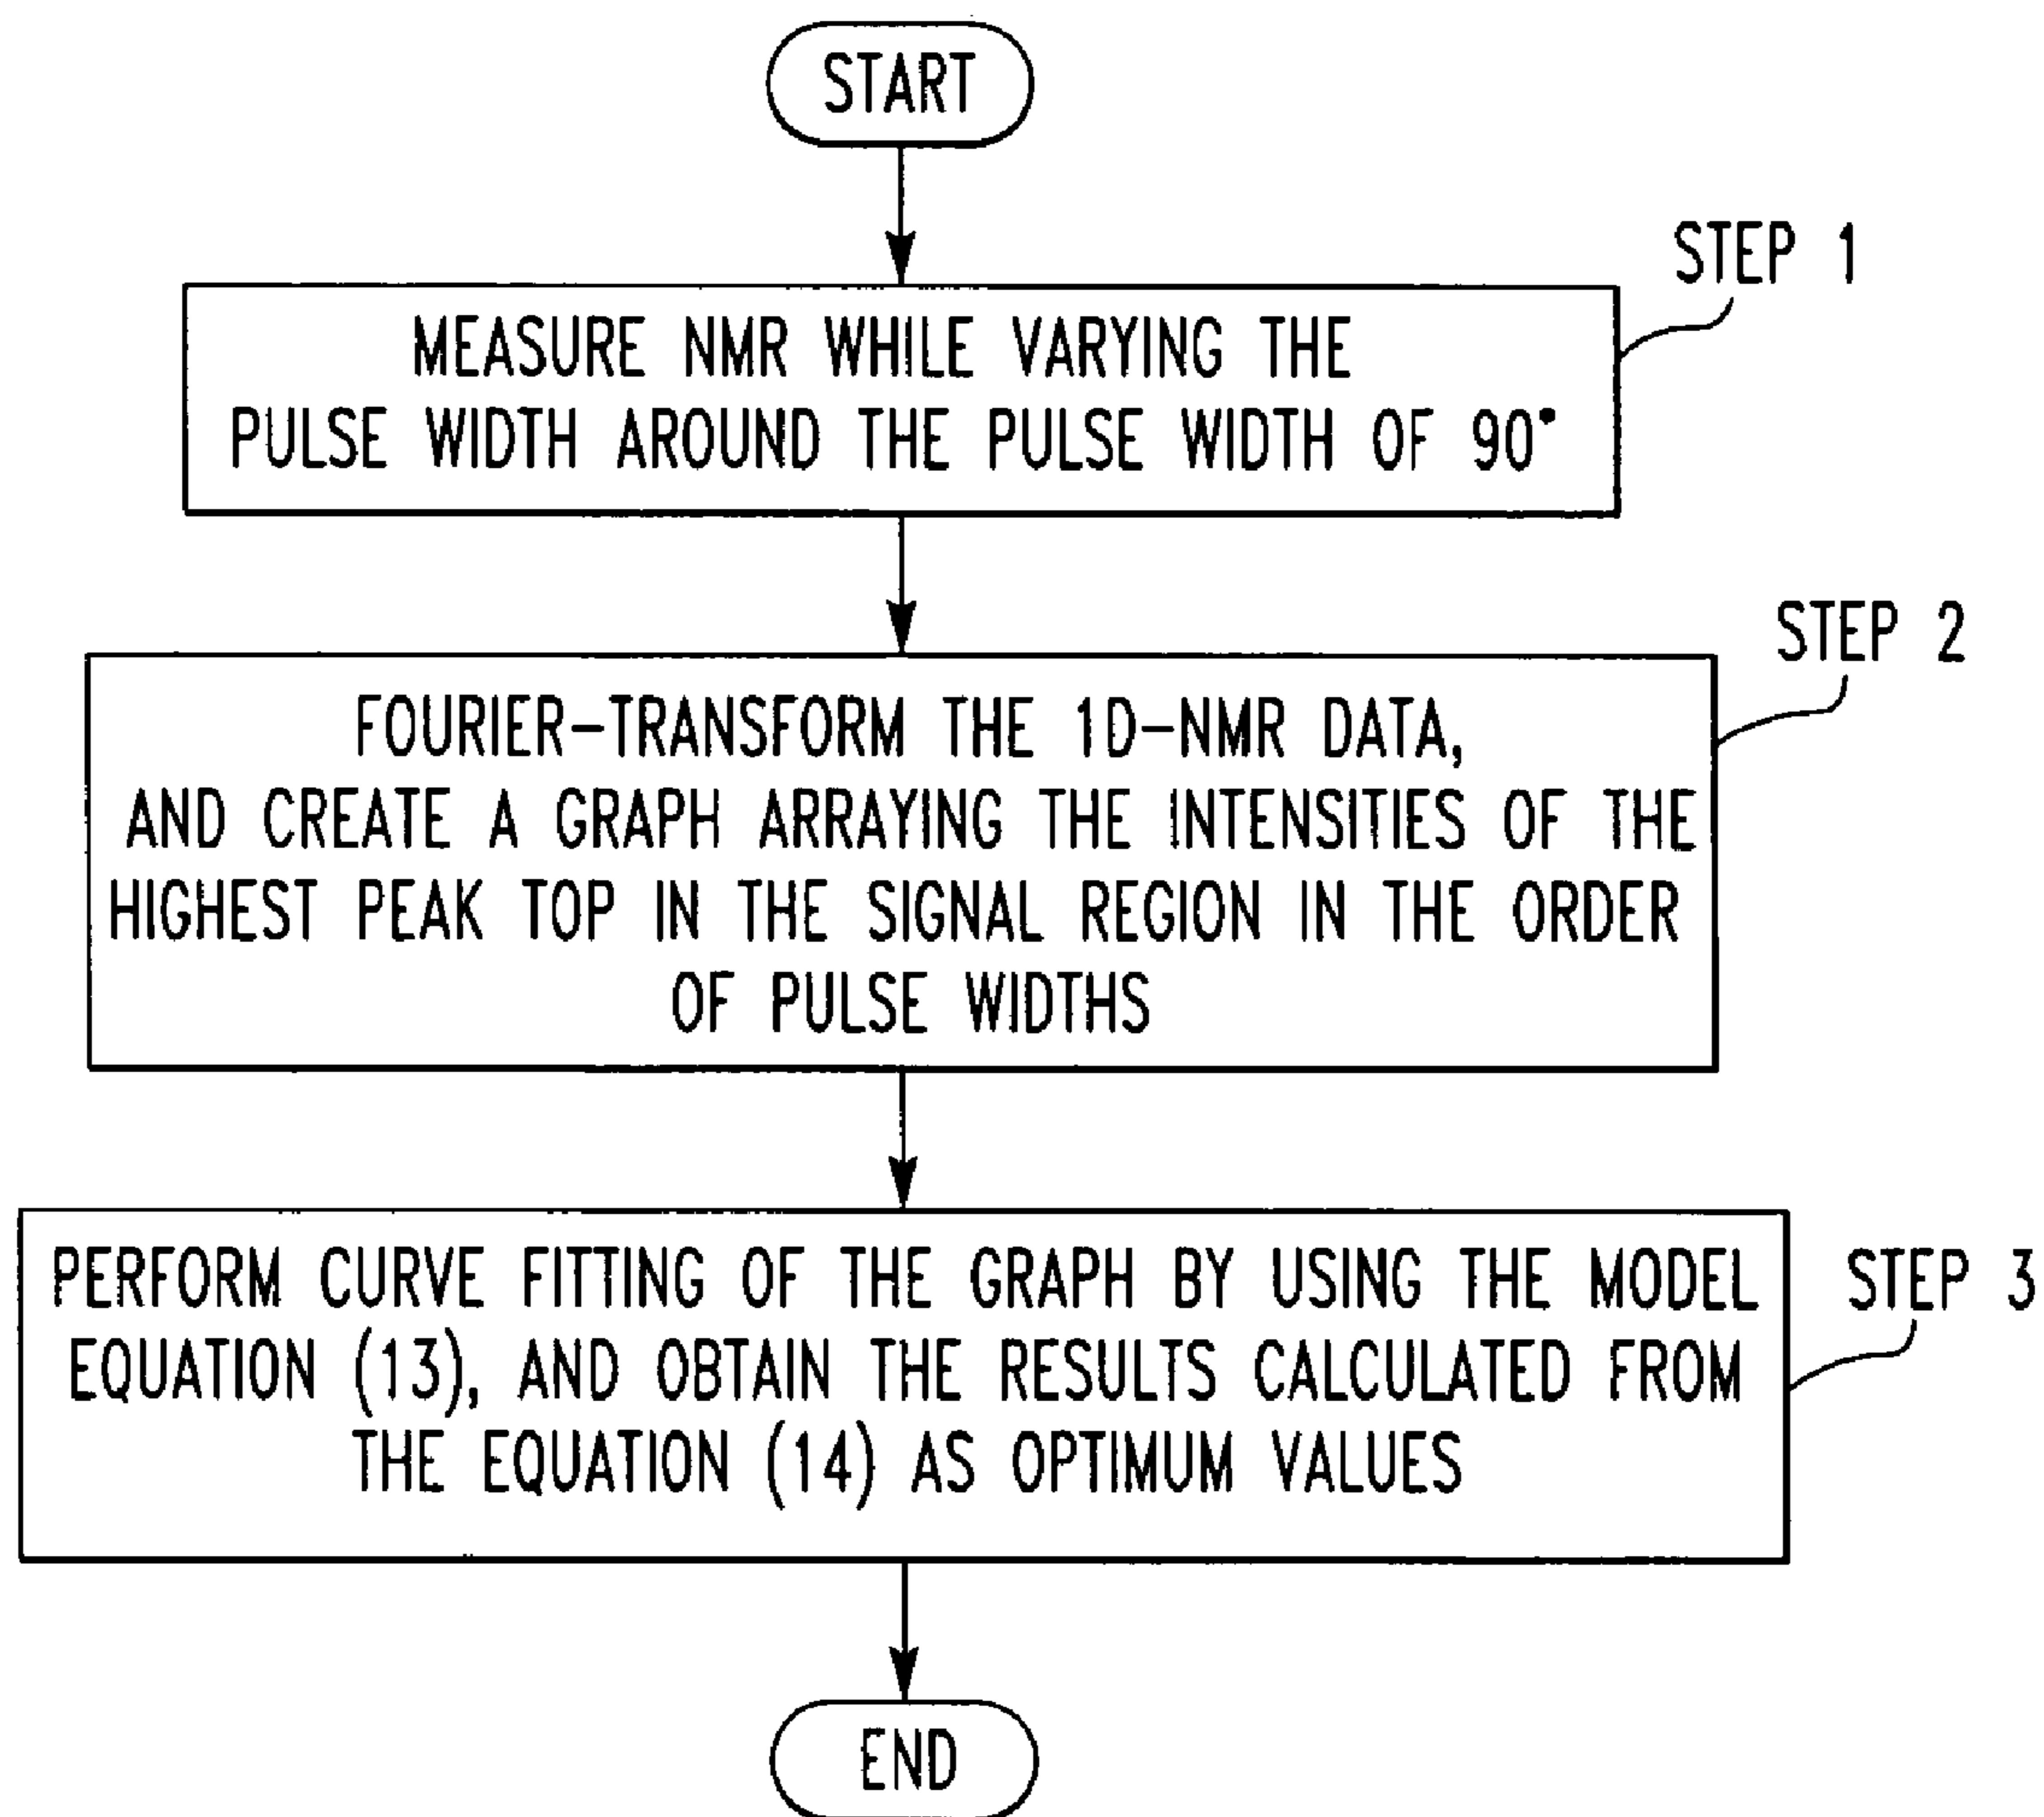 START
STEP 1
MEASURE NMR WHILE VARYING THE
PULSE WIDTH AROUND THE PULSE WIDTH OF 90°
STEP 2
FOURIER-TRANSFORM THE 1D-NMR DATA,
AND CREATE A GRAPH ARRAYING THE INTENSITIES OF THE
HIGHEST PEAK TOP IN THE SIGNAL REGION IN THE ORDER
OF PULSE WIDTHS
STEP 3
PERFORM CURVE FITTING OF THE GRAPH BY USING THE MODEL
EQUATION (13), AND OBTAIN THE RESULTS CALCULATED FROM
THE EQUATION (14) AS OPTIMUM VALUES
END